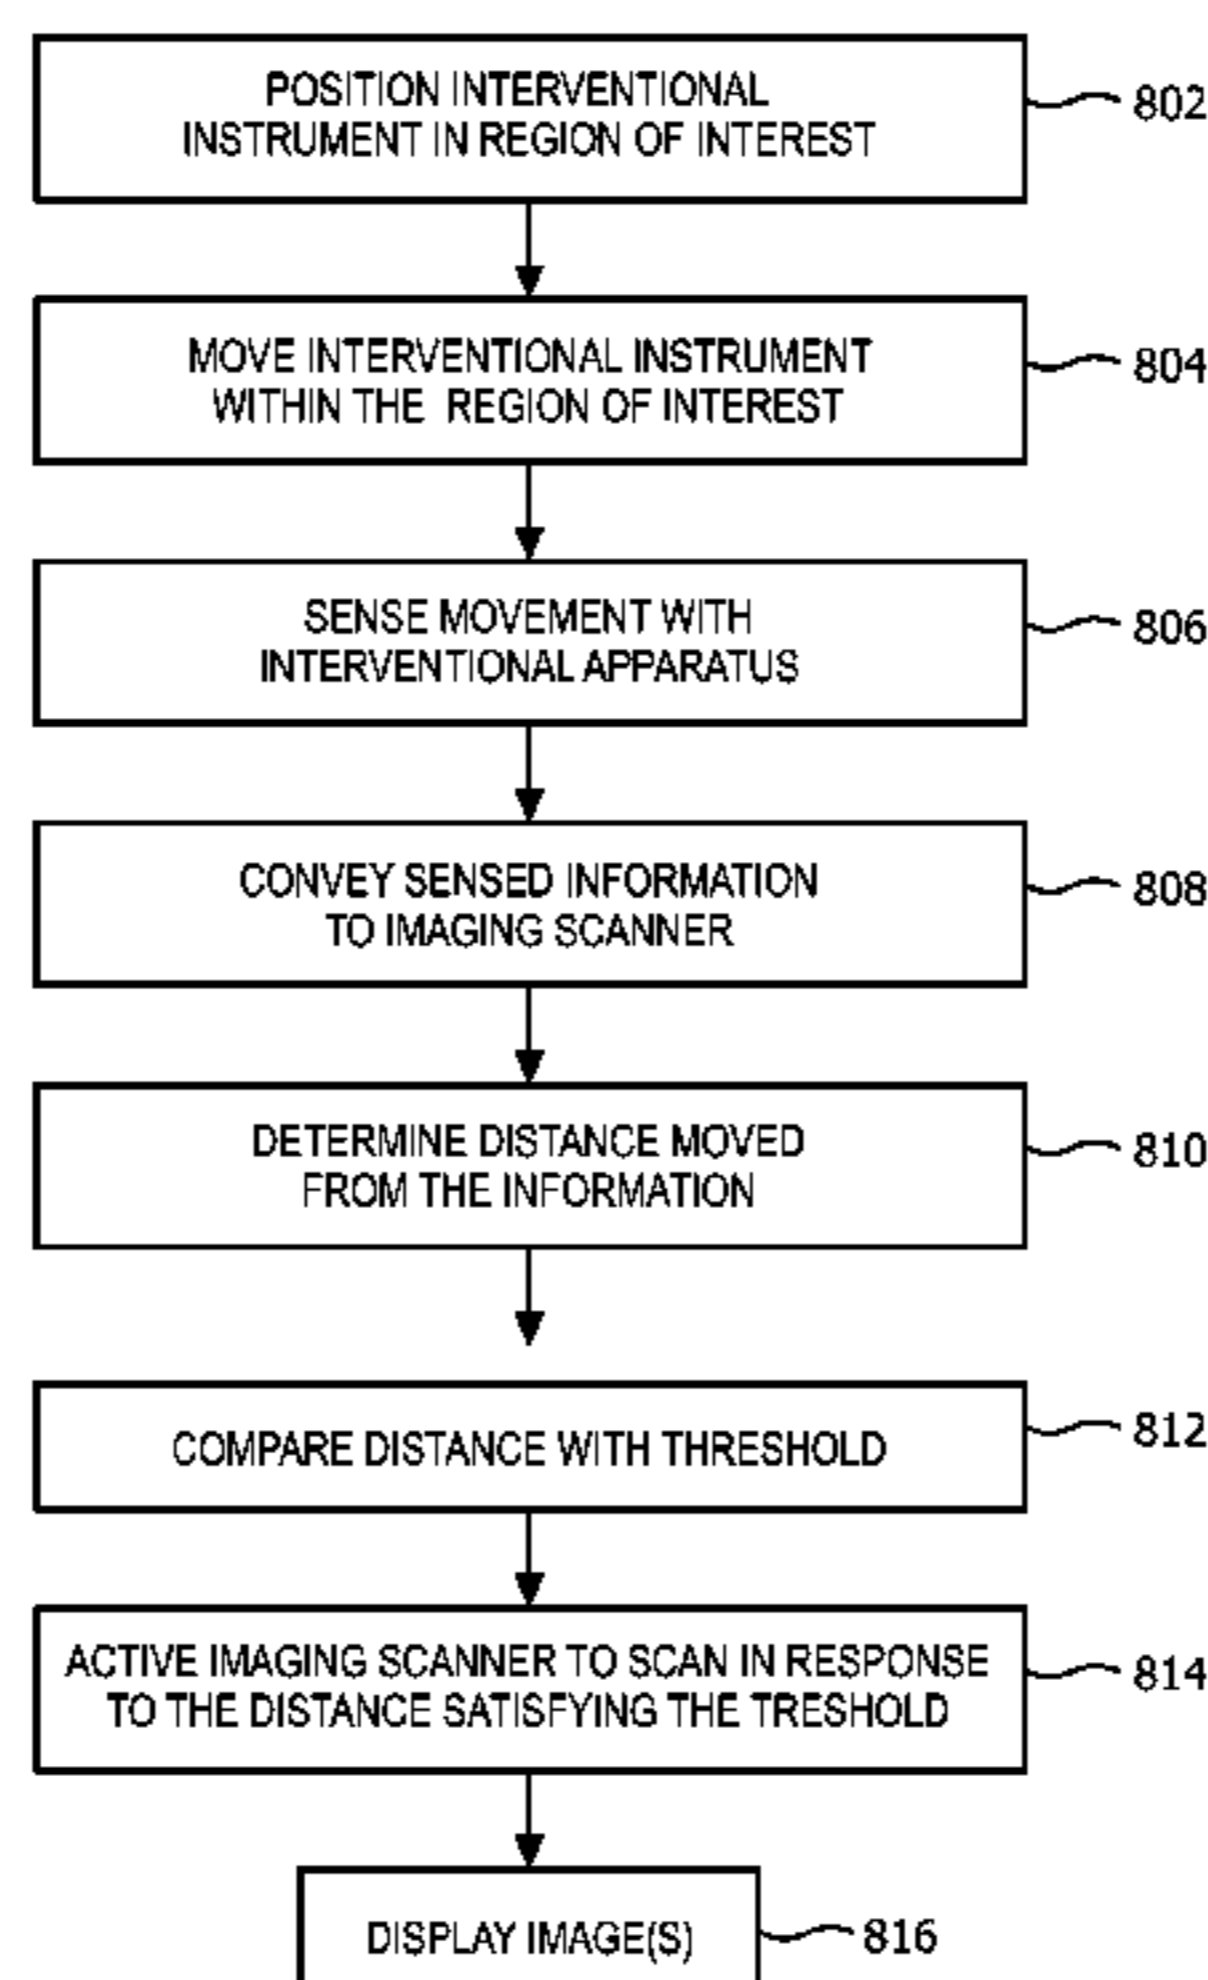 POSITION INTERVENTIONAL
INSTRUMENT IN REGION OF INTEREST
802
MOVE INTERVENTIONAL INSTRUMENT
WITHIN THE REGION OF INTEREST
804
SENSE MOVEMENT WITH
INTERVENTIONAL APPARATUS
806
CONVEY SENSED INFORMATION
TO IMAGING SCANNER
808
DETERMINE DISTANCE MOVED
FROM THE INFORMATION
810
COMPARE DISTANCE WITH THRESHOLD
812
ACTIVE IMAGING SCANNER TO SCAN IN RESPONSE
TO THE DISTANCE SATISFYING THE TRESHOLD
814
DISPLAY IMAGE(S)
816